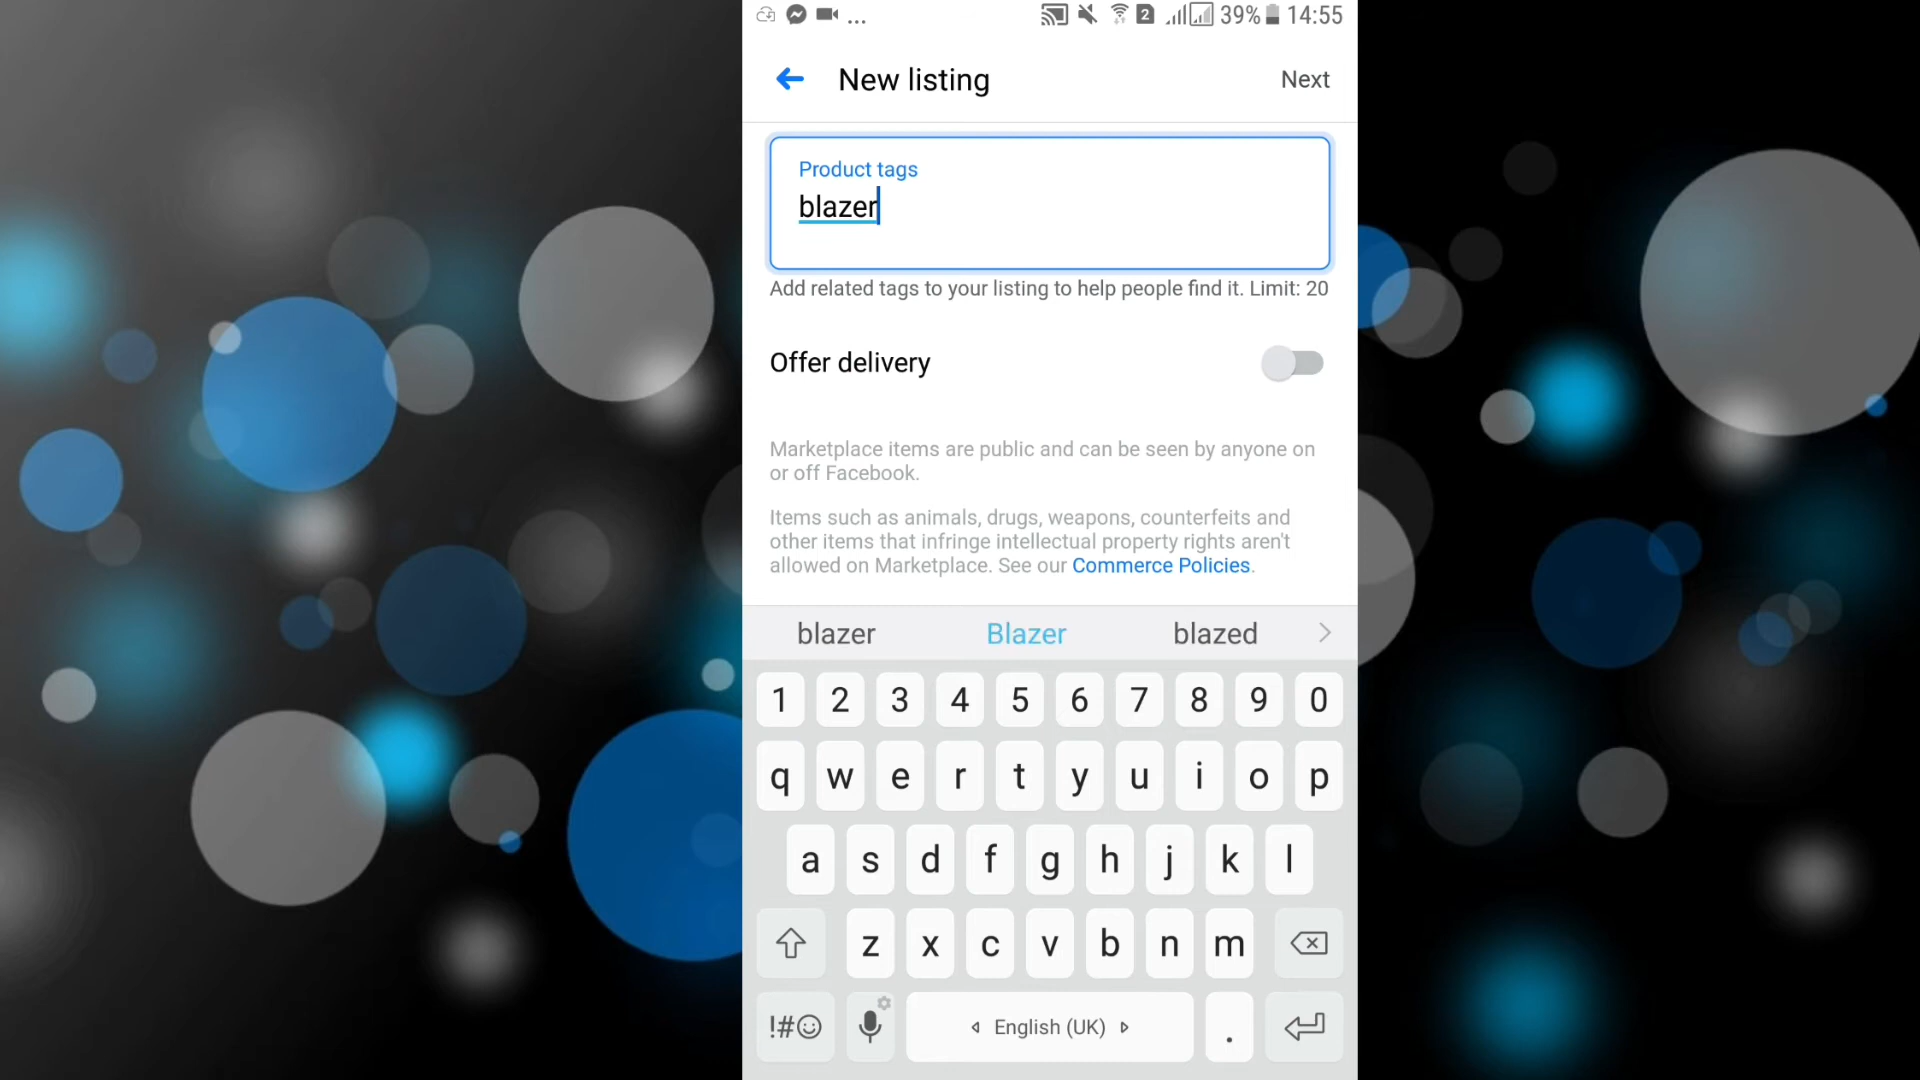 ... 2 39% 14:55
New listing Next
Product tags
blazer
Add related tags to your listing to help people find it. Limit: 20
Offer delivery
Marketplace items are public and can be seen by anyone on
or off Facebook.
Items such as animals, drugs, weapons, counterfeits and
other items that infringe intellectual property rights aren't
allowed on Marketplace. See our Commerce Policies.
blazer Blazer blazed
1 2 3 4 5 6 7 8 9 0
q w e r t y u i o p
a s d f g h j k l
z x c v b n m
!#☺ English (UK) .